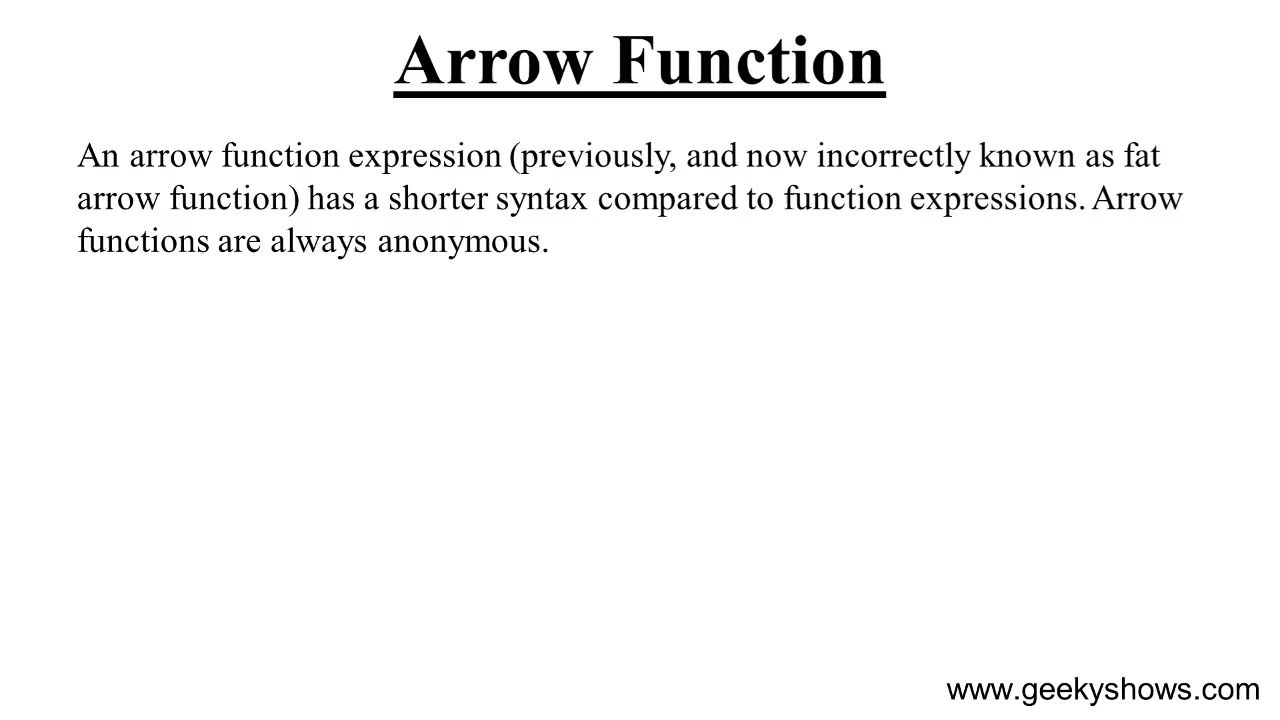 Arrow Function
An arrow function expression (previously, and now incorrectly known as fat
arrow function) has a shorter syntax compared to function expressions. Arrow
functions are always anonymous.
www.geekyshows.com